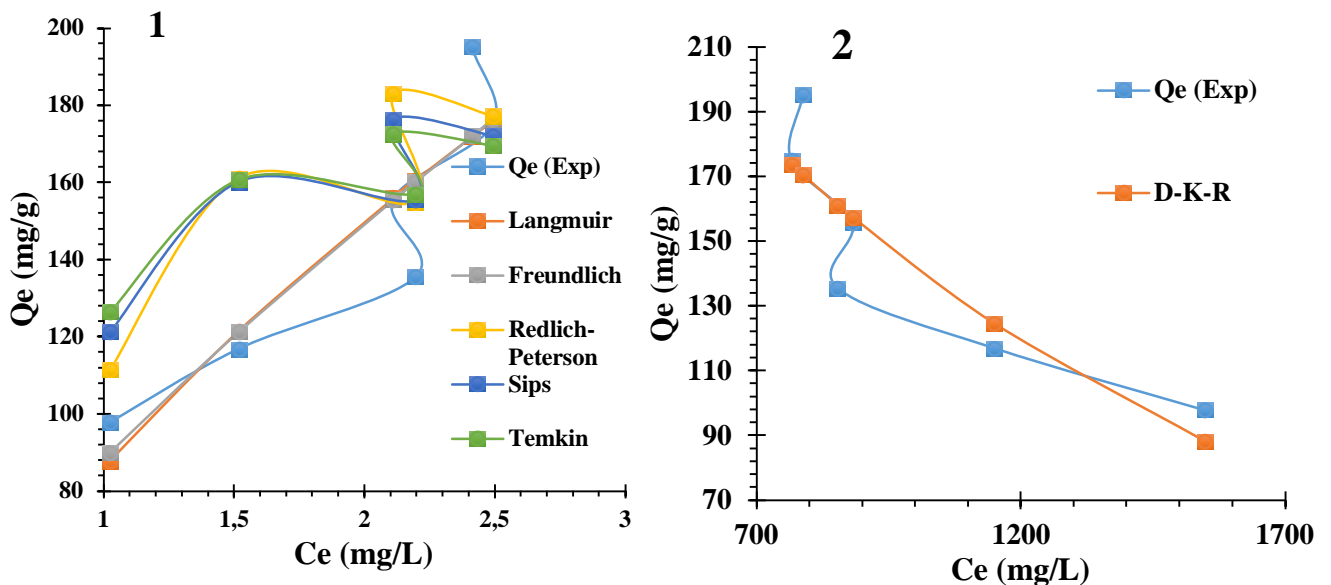 1
200
180
160
140
120
100
80
Qe (mg/g)
1
1,5
2
2,5
3
Ce (mg/L)
Qe (Exp)
Langmuir
Freundlich
Redlich-
Peterson
Sips
Temkin
2
210
190
170
150
130
110
90
70
Qe (mg/g)
700
1200
1700
Ce (mg/L)
Qe (Exp)
D-K-R